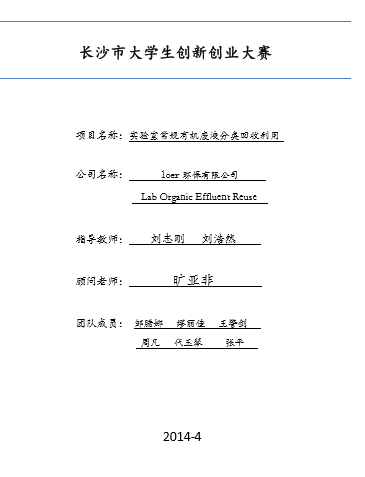 长沙市大学生创新创业大赛
项目名称：实验室常规有机废液分类回收利用
公司名称： loer 环保有限公司
Lab Organic Effluent Reuse
指导教师： 刘志刚 刘浩然
顾问老师： 旷亚非
团队成员： 邹腊娜 缪丽佳 王譬剑
周凡 代玉琴 张平
2014-4